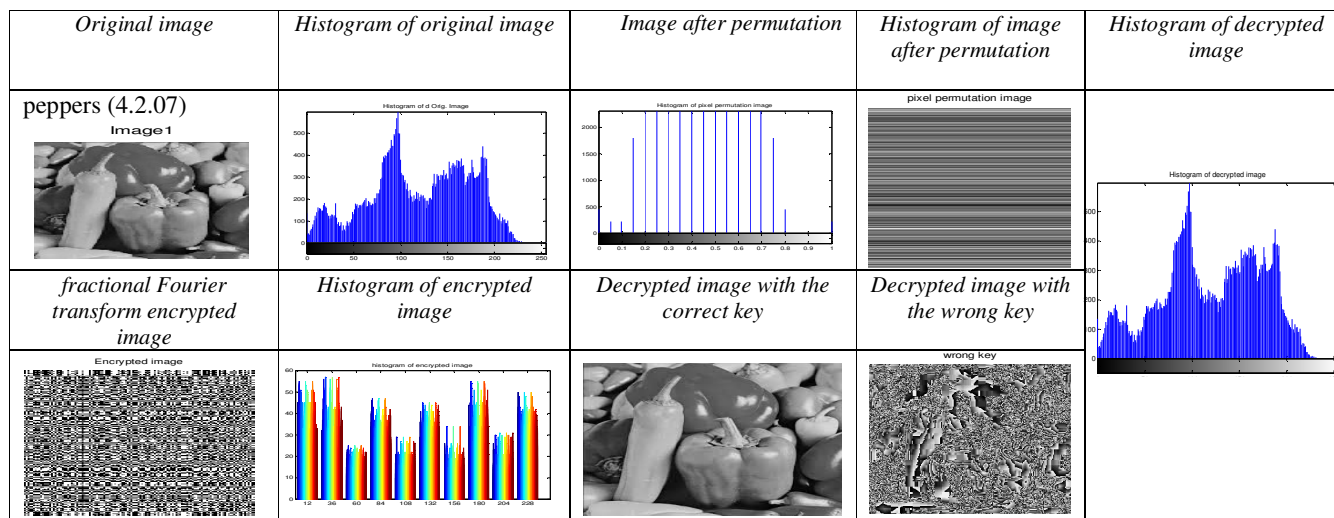 Original image
Histogram of original image
Image after permutation
Histogram of image
after permutation
Histogram of decrypted
image
peppers (4.2.07)
Image1
Histogram of d Orig. Image
500
400
300
200
100
0
0 100 150 200 250
Histogram of pixel permutation image
2000
1500
1000
500
0
0 0.1 0.2 0.3 0.4 0.5 0.6 0.7 0.8 0.9 1
pixel permutation image
Histogram of decrypted image
fractional Fourier
transform encrypted
image
Histogram of encrypted
image
Decrypted image with the
correct key
Decrypted image with
the wrong key
Encrypted image
histogram of encrypted image
60
50
40
30
20
10
0
12 36 60 84 108 132 156 180 204 228
wrong key